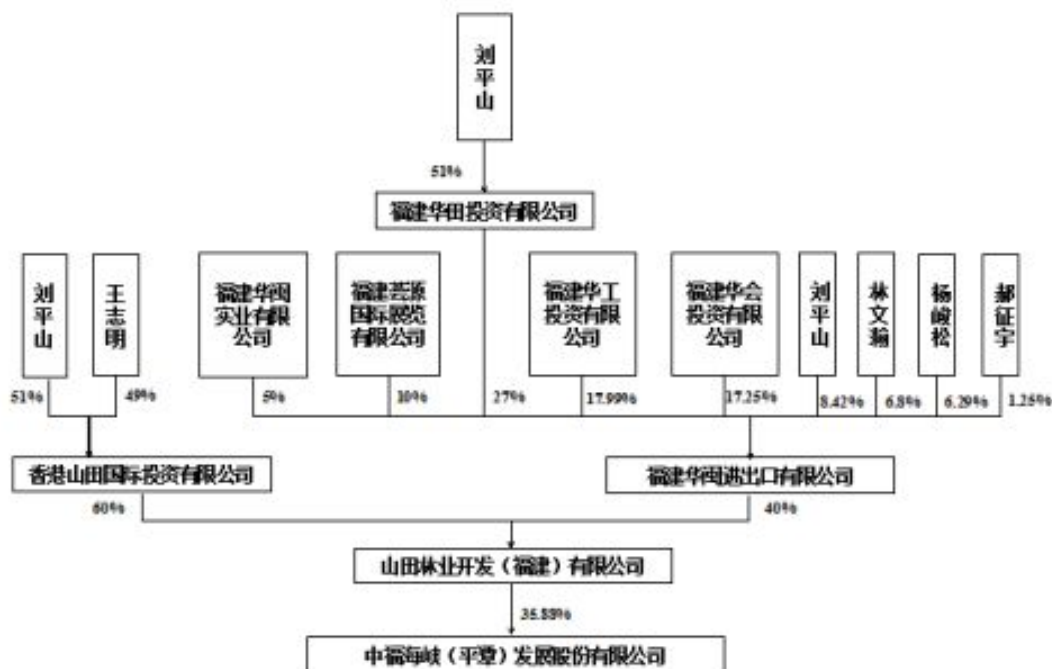 刘平山
51%
福建华田投资有限公司
刘平山
王志明
福建华闽
实业有限
公司
福建荟源
国际展览
有限公司
福建华工
投资有限
公司
福建华会
投资有限
公司
刘平山
林文瀚
杨峻松
郝征宇
51%
49%
5%
10%
27%
17.99%
17.25%
8.42%
6.8%
6.29%
1.25%
香港山田国际投资有限公司
福建华闽进出口有限公司
60%
40%
山田林业开发（福建）有限公司
35.88%
中福海峡（平潭）发展股份有限公司